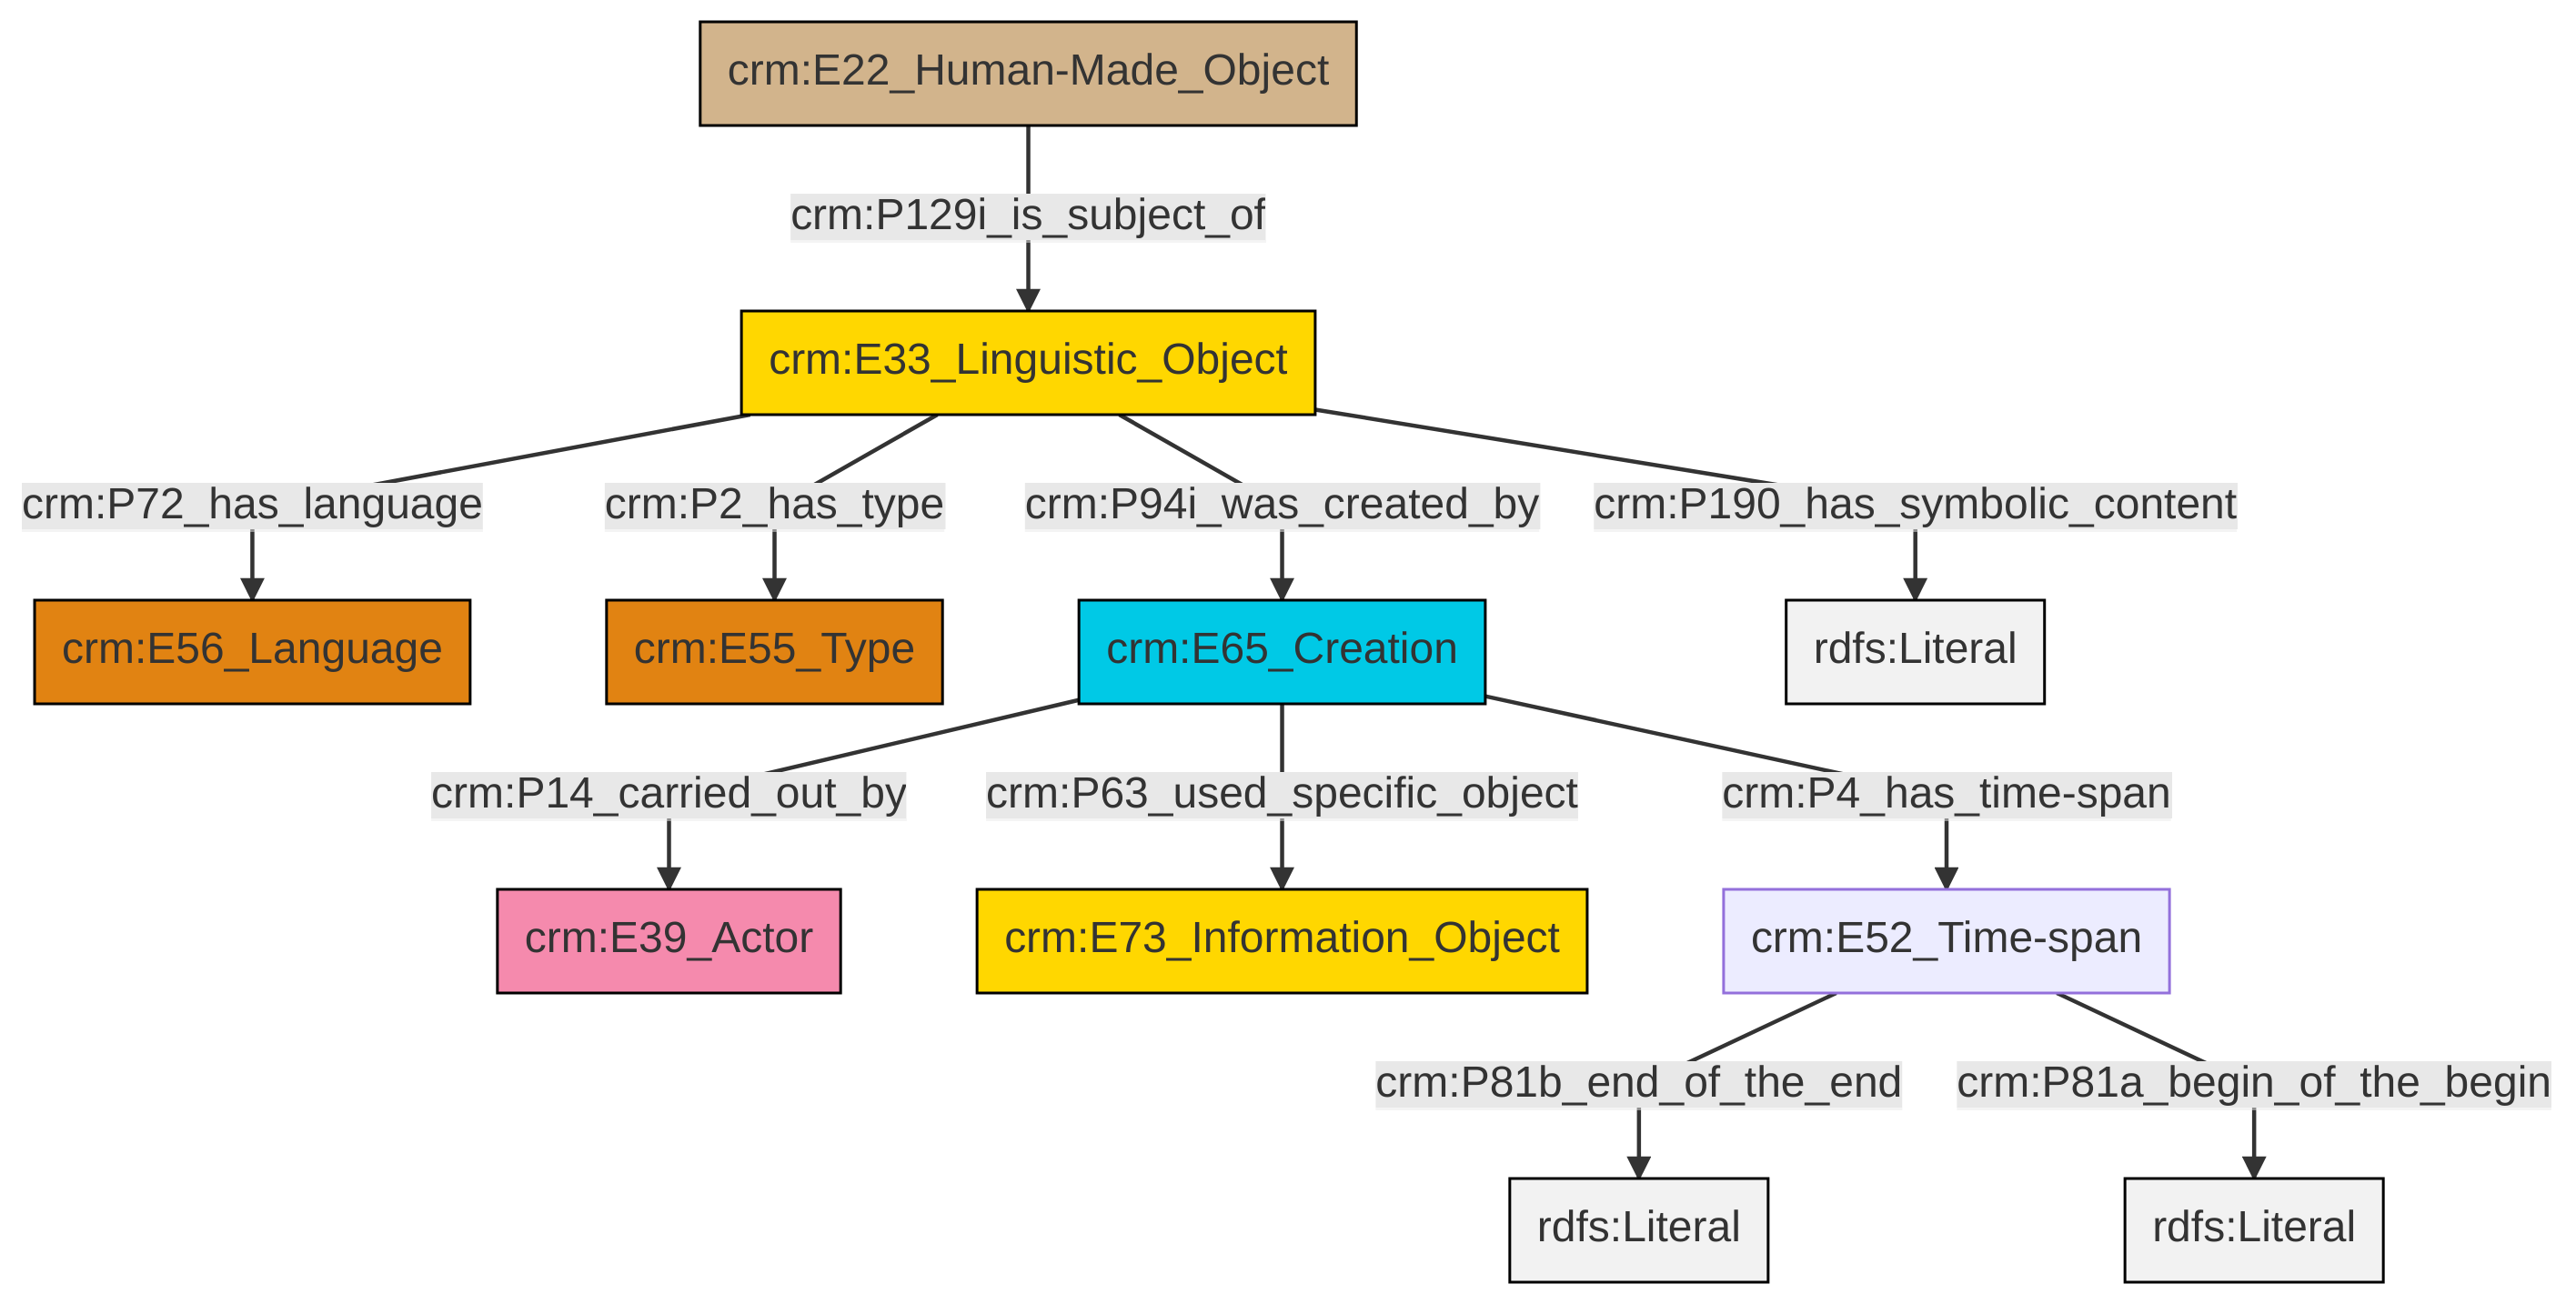 crm:E22_Human-Made_Object
crm:P129i_is_subject_of
crm:E33_Linguistic_Object
crm:P72_has_language
crm:P2_has_type
crm:P94i_was_created_by
crm:P190_has_symbolic_content
crm:E56_Language
crm:E55_Type
crm:E65_Creation
rdfs:Literal
crm:P14_carried_out_by
crm:P63_used_specific_object
crm:P4_has_time-span
crm:E39_Actor
crm:E73_Information_Object
crm:E52_Time-span
crm:P81b_end_of_the_end
crm:P81a_begin_of_the_begin
rdfs:Literal
rdfs:Literal